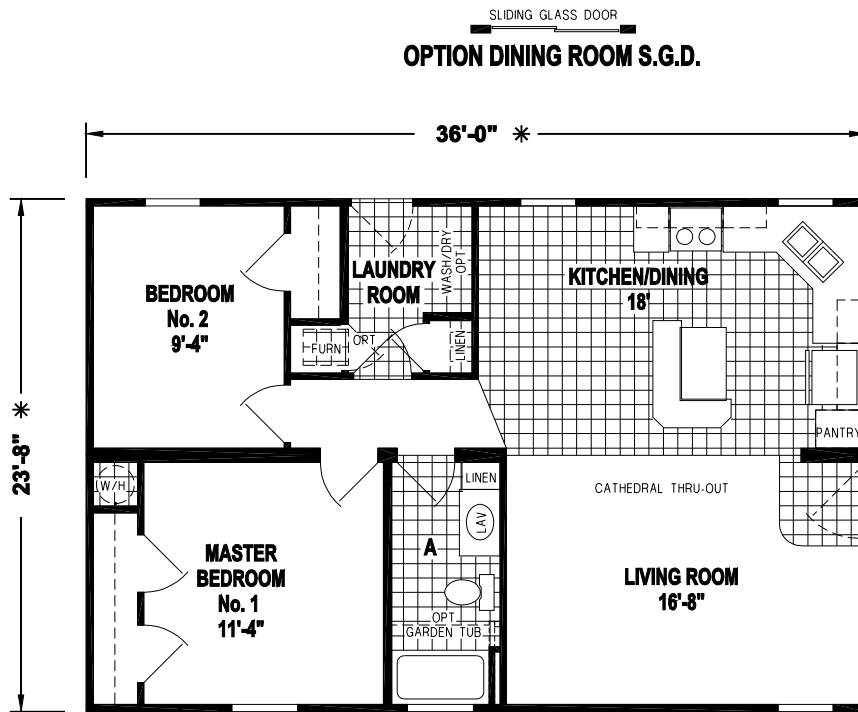 SLIDING GLASS DOOR
OPTION DINING ROOM S.G.D.
36'-0" *
23'-8" *
BEDROOM
No. 2
9'-4"
LAUNDRY
ROOM
WASH/DRY
OPT
KITCHEN/DINING
18'
FURN
OPT
LINEN
PANTRY
W/H
LINEN
LAV
CATHEDRAL THRU-OUT
MASTER
BEDROOM
No. 1
11'-4"
A
LIVING ROOM
16'-8"
OPT
GARDEN TUB